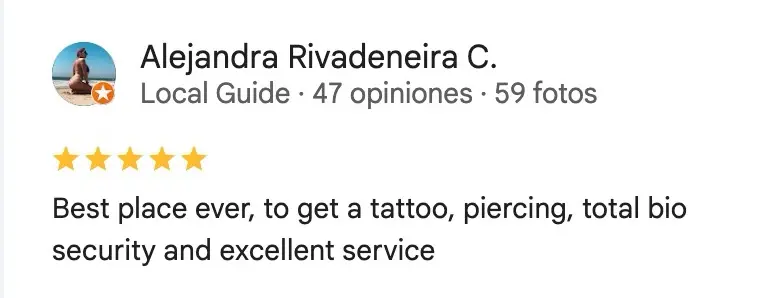 Alejandra Rivadeneira C.
Local Guide · 47 opiniones · 59 fotos
Best place ever, to get a tattoo, piercing, total bio
security and excellent service